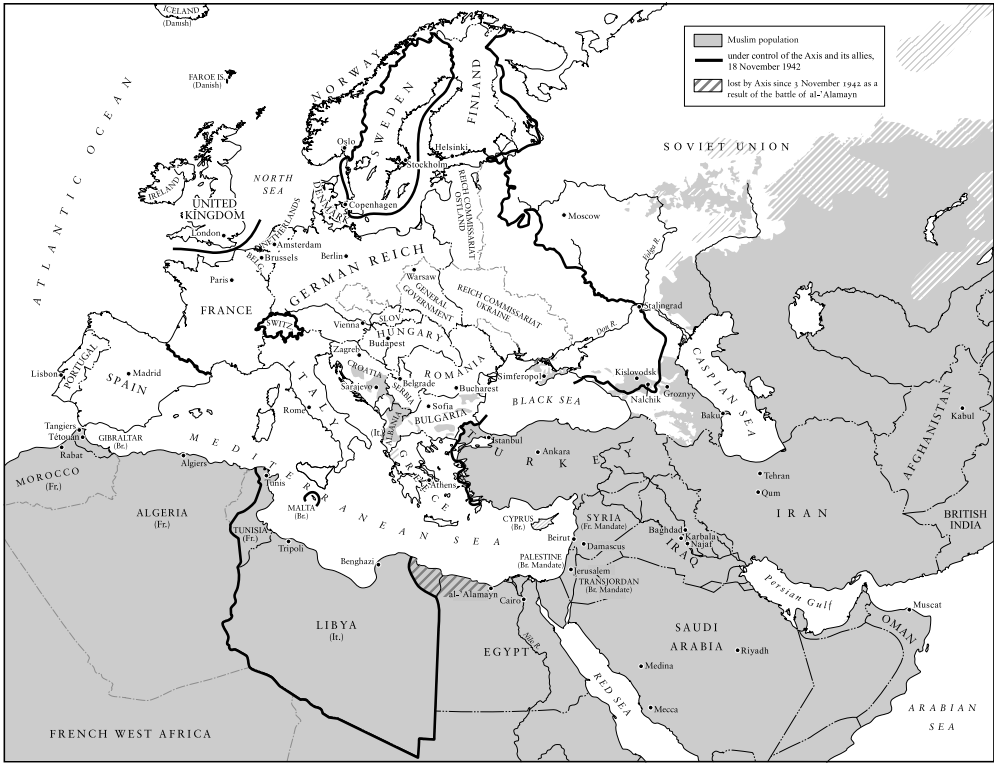 ICELAND
(Danish)
FAROE IS.
(Danish)
Muslim population
under control of the Axis and its allies,
18 November 1942
lost by Axis since 3 November 1942 as a
result of the battle of al-'Alamayn
ATLANTIC OCEAN
NORWAY
SWEDEN
FINLAND
SOVIET UNION
Oslo
Helsinki
Stockholm
NORTH
SEA
IRELAND
UNITED
KINGDOM
London
DENMARK
Copenhagen
REICH COMMISSARIAT
OSTLAND
Moscow
Volga R.
NETHERLANDS
Amsterdam
BELG.
Brussels
Berlin
GERMAN REICH
Warsaw
GENERAL
GOVERNMENT
REICH COMMISSARIAT
UKRAINE
Stalingrad
Don R.
Paris
FRANCE
SWITZ.
Vienna
SLOV.
HUNGARY
Budapest
Zagreb
CROATIA
ROMANIA
Sarajevo
SERBIA
Belgrade
Bucharest
Simferopol
Kislovodsk
Nalchik
Groznyy
CASPIAN SEA
Baku
BLACK SEA
Sofia
BULGARIA
ITALY
Rome
ALBANIA
(It.)
GREECE
Athens
Istanbul
Ankara
TURKEY
PORTUGAL
Lisbon
Madrid
SPAIN
Tangiers
Tétouan
GIBRALTAR
(Br.)
Rabat
MOROCCO
(Fr.)
Algiers
ALGERIA
(Fr.)
MEDITERRANEAN SEA
Tunis
TUNISIA
(Fr.)
MALTA
(Br.)
Tripoli
Benghazi
LIBYA
(It.)
CYPRUS
(Br.)
SYRIA
(Fr. Mandate)
Beirut
Damascus
PALESTINE
(Br. Mandate)
Jerusalem
TRANSJORDAN
(Br. Mandate)
al-'Alamayn
Cairo
Nile R.
EGYPT
Baghdad
Karbala
Najaf
IRAQ
Tehran
Qum
IRAN
AFGHANISTAN
Kabul
BRITISH
INDIA
Persian Gulf
Muscat
OMAN
SAUDI
ARABIA
Riyadh
Medina
Mecca
RED SEA
ARABIAN
SEA
FRENCH WEST AFRICA